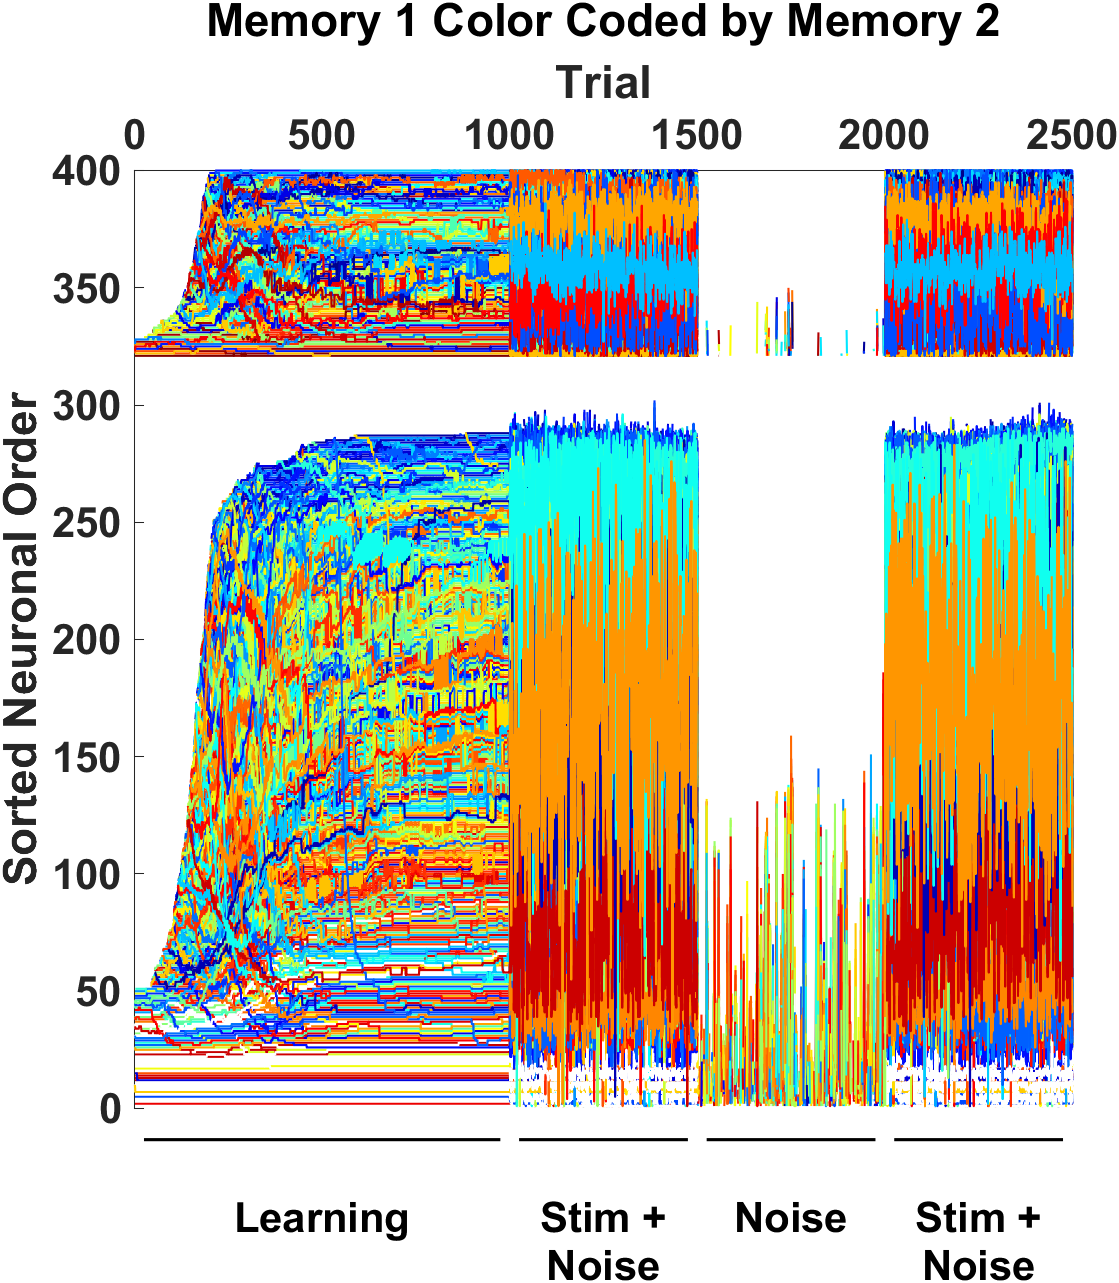 Memory 1 Color Coded by Memory 2
Trial
0 500 1000 1500 2000 2500
400
350
300
250
200
150
100
50
0
Sorted Neuronal Order
Learning
Stim +
Noise
Noise
Stim +
Noise